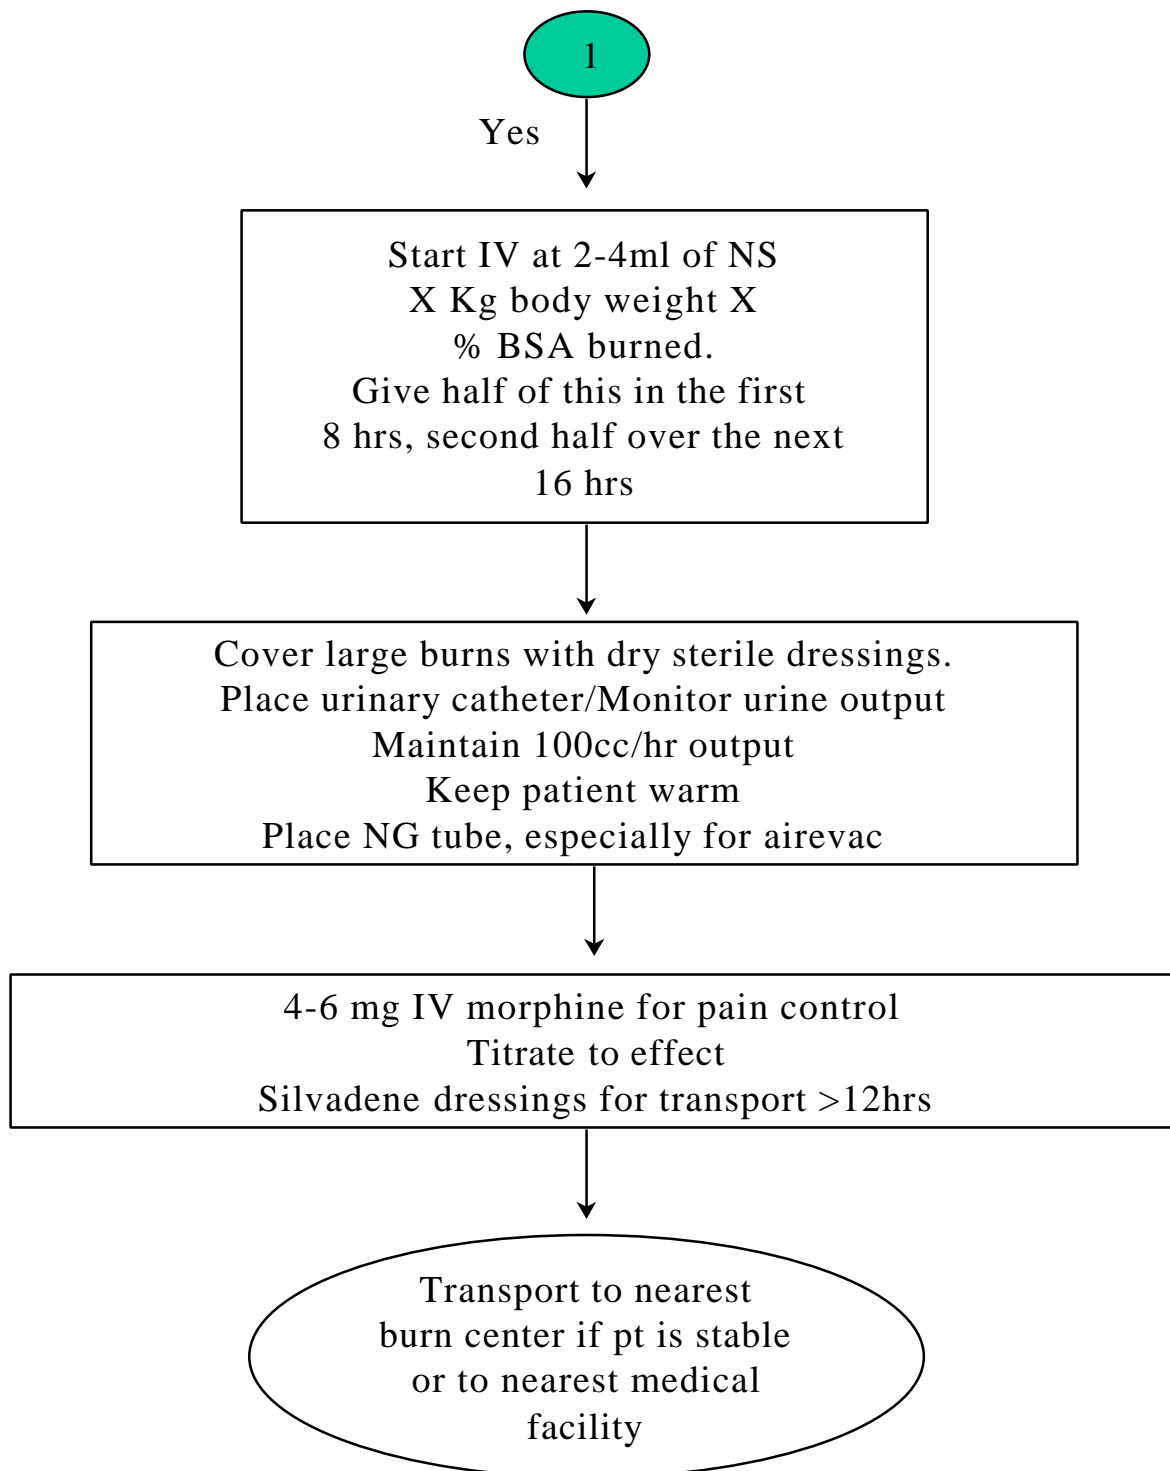 1
Yes
Start IV at 2-4ml of NS
X Kg body weight X
% BSA burned.
Give half of this in the first
8 hrs, second half over the next
16 hrs
Cover large burns with dry sterile dressings.
Place urinary catheter/Monitor urine output
Maintain 100cc/hr output
Keep patient warm
Place NG tube, especially for airevac
4-6 mg IV morphine for pain control
Titrate to effect
Silvadene dressings for transport >12hrs
Transport to nearest
burn center if pt is stable
or to nearest medical
facility